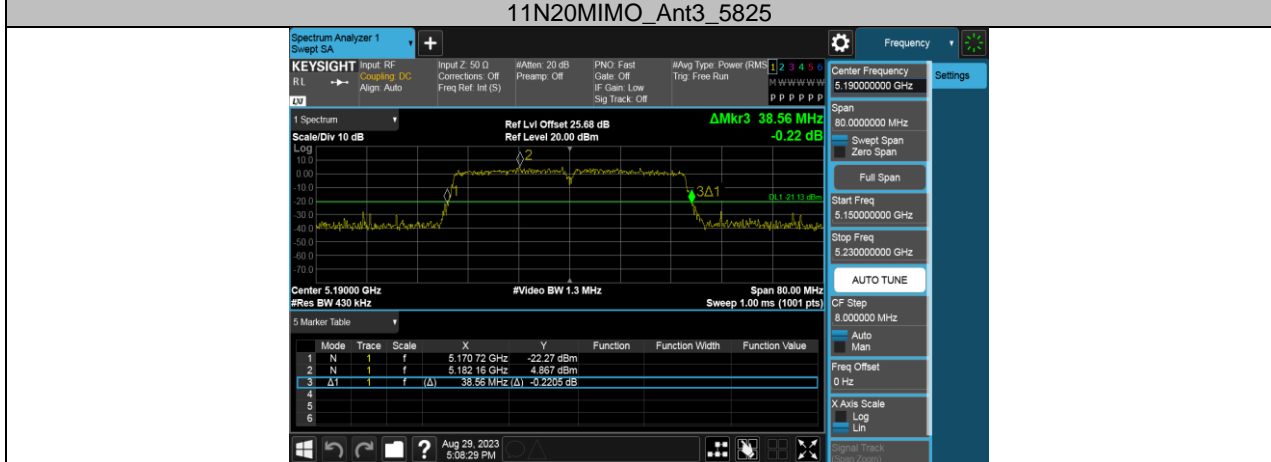 11N20MIMO_Ant3_5825
Spectrum Analyzer 1
Swept SA
+
Frequency
KEYSIGHT Input: RF Input Z: 50 Ω #Atten: 20 dB PNO: Fast #Avg Type: Power (RMS 1 2 3 4 5 6
RL Coupling: DC Corrections: Off Preamp: Off Gate: Off Trig: Free Run M W W W W W
Align: Auto Freq Ref: Int (S) IF Gain: Low
LXI Sig Track: Off P P P P P P
Center Frequency
5.190000000 GHz
Settings
Span
80.0000000 MHz
Swept Span
Zero Span
Full Span
Start Freq
5.150000000 GHz
Stop Freq
5.230000000 GHz
AUTO TUNE
CF Step
8.000000 MHz
Auto
Man
Freq Offset
0 Hz
X Axis Scale
Log
Lin
Signal Track
(Span Zoom)
1 Spectrum Ref Lvl Offset 25.68 dB ΔMkr3 38.56 MHz
Scale/Div 10 dB Ref Level 20.00 dBm -0.22 dB
Log
10.0
0.00
-10.0
-20.0
-30.0
-40.0
-50.0
-60.0
-70.0
2
1
3Δ1
DL1 -21.13 dBm
Center 5.19000 GHz #Video BW 1.3 MHz Span 80.00 MHz
#Res BW 430 kHz Sweep 1.00 ms (1001 pts)
5 Marker Table
Mode Trace Scale X Y Function Function Width Function Value
1 N 1 f 5.170 72 GHz -22.27 dBm
2 N 1 f 5.182 16 GHz 4.867 dBm
3 Δ1 1 f (Δ) 38.56 MHz (Δ) -0.2205 dB
4
5
6
? Aug 29, 2023
5:08:29 PM